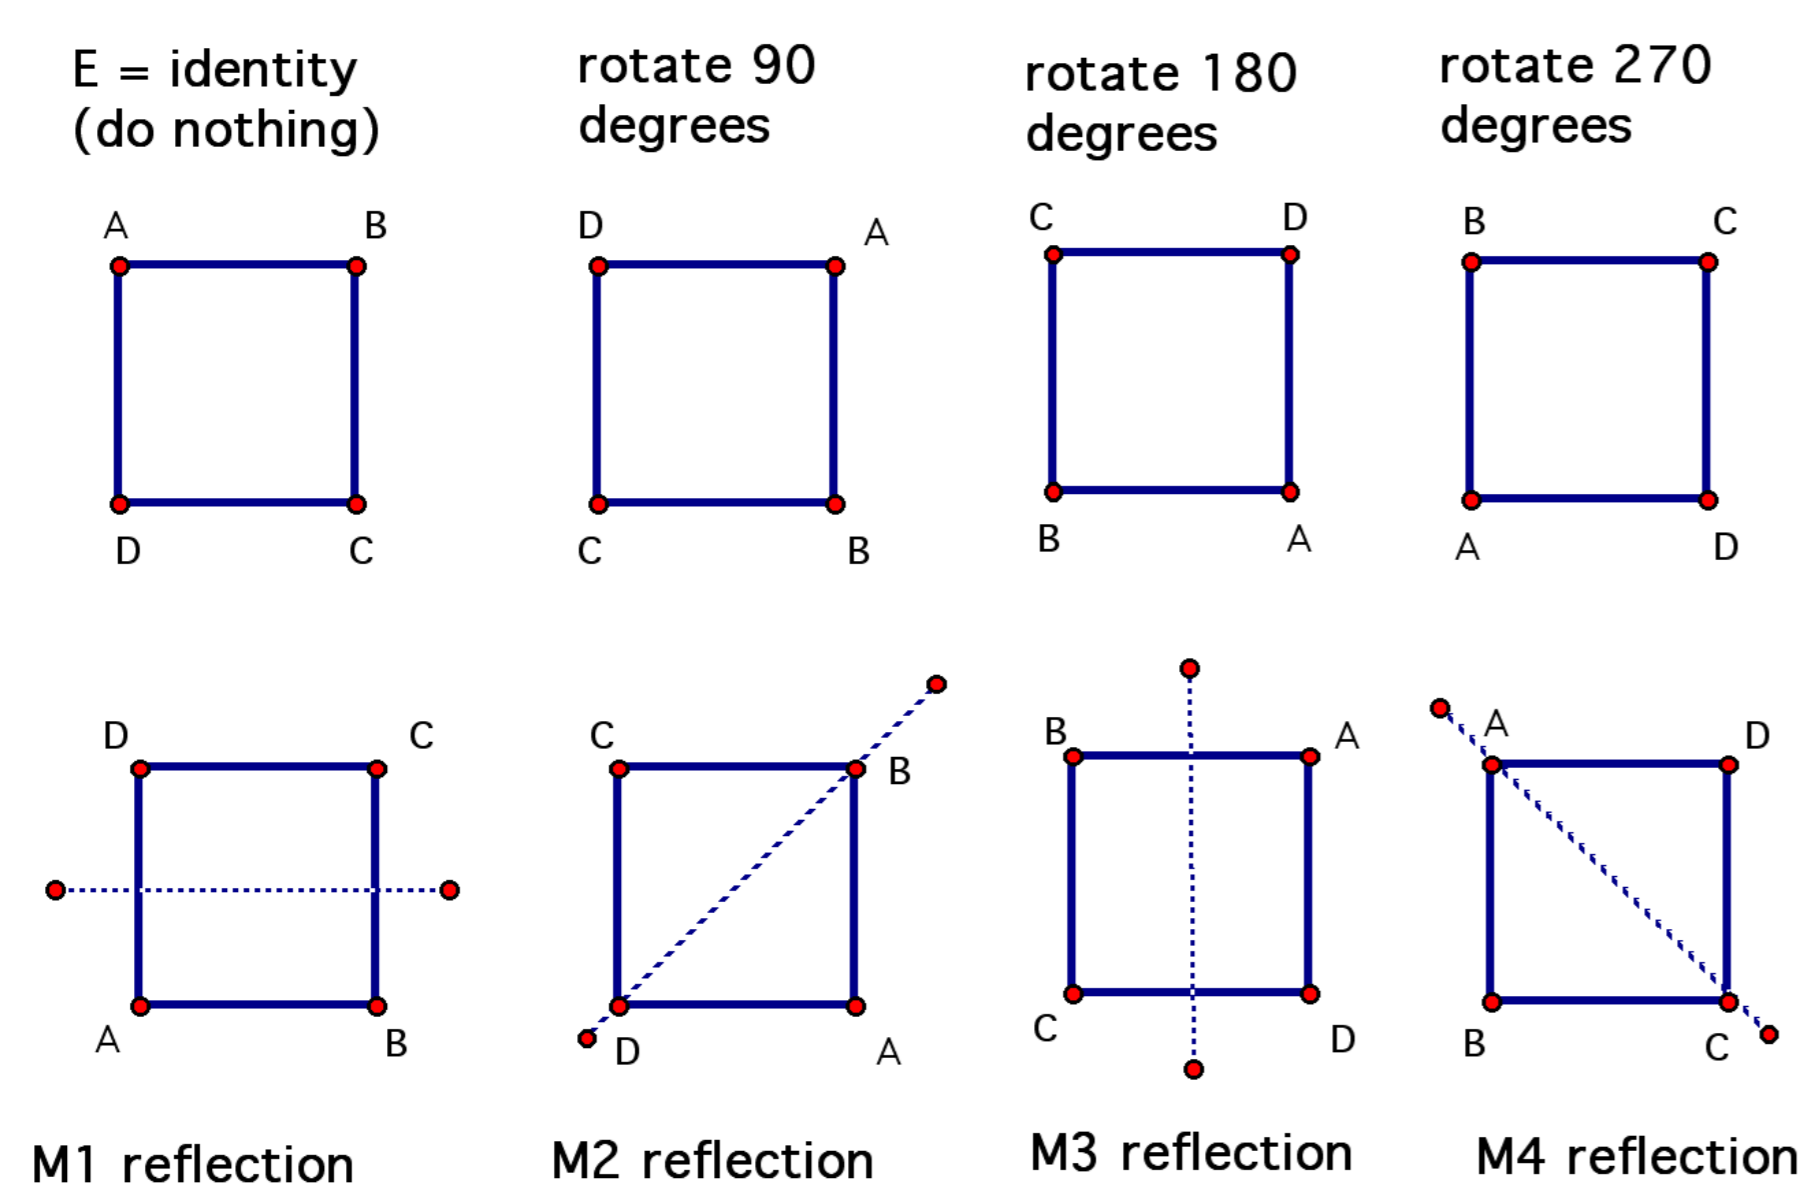 E = identity
(do nothing)
rotate 90
degrees
rotate 180
degrees
rotate 270
degrees
A B
D C
D A
C B
C D
B A
B C
A D
D C
A B
C B
D A
B A
C D
A D
B C
M1 reflection
M2 reflection
M3 reflection
M4 reflection